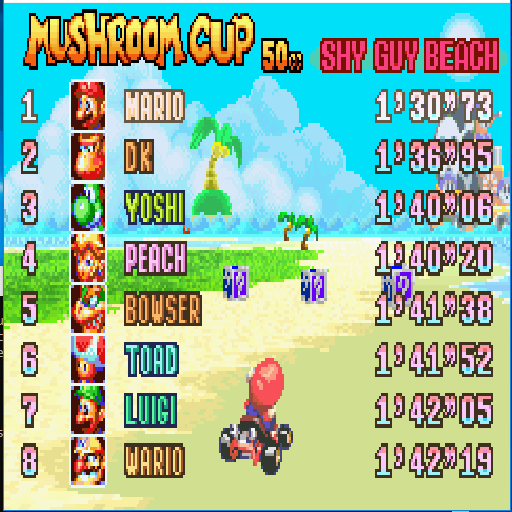 MUSHROOM CUP 50cc SHY GUY BEACH
1 MARIO 1'30"73
2 DK 1'36"95
3 YOSHI 1'40"06
4 PEACH 1'40"20
5 BOWSER 1'41"38
6 TOAD 1'41"52
7 LUIGI 1'42"05
8 WARIO 1'42"19